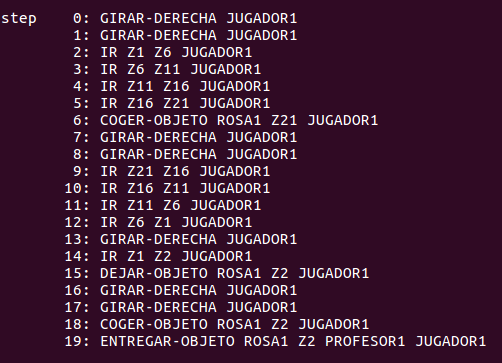 step 0: GIRAR-DERECHA JUGADOR1
1: GIRAR-DERECHA JUGADOR1
2: IR Z1 Z6 JUGADOR1
3: IR Z6 Z11 JUGADOR1
4: IR Z11 Z16 JUGADOR1
5: IR Z16 Z21 JUGADOR1
6: COGER-OBJETO ROSA1 Z21 JUGADOR1
7: GIRAR-DERECHA JUGADOR1
8: GIRAR-DERECHA JUGADOR1
9: IR Z21 Z16 JUGADOR1
10: IR Z16 Z11 JUGADOR1
11: IR Z11 Z6 JUGADOR1
12: IR Z6 Z1 JUGADOR1
13: GIRAR-DERECHA JUGADOR1
14: IR Z1 Z2 JUGADOR1
15: DEJAR-OBJETO ROSA1 Z2 JUGADOR1
16: GIRAR-DERECHA JUGADOR1
17: GIRAR-DERECHA JUGADOR1
18: COGER-OBJETO ROSA1 Z2 JUGADOR1
19: ENTREGAR-OBJETO ROSA1 Z2 PROFESOR1 JUGADOR1